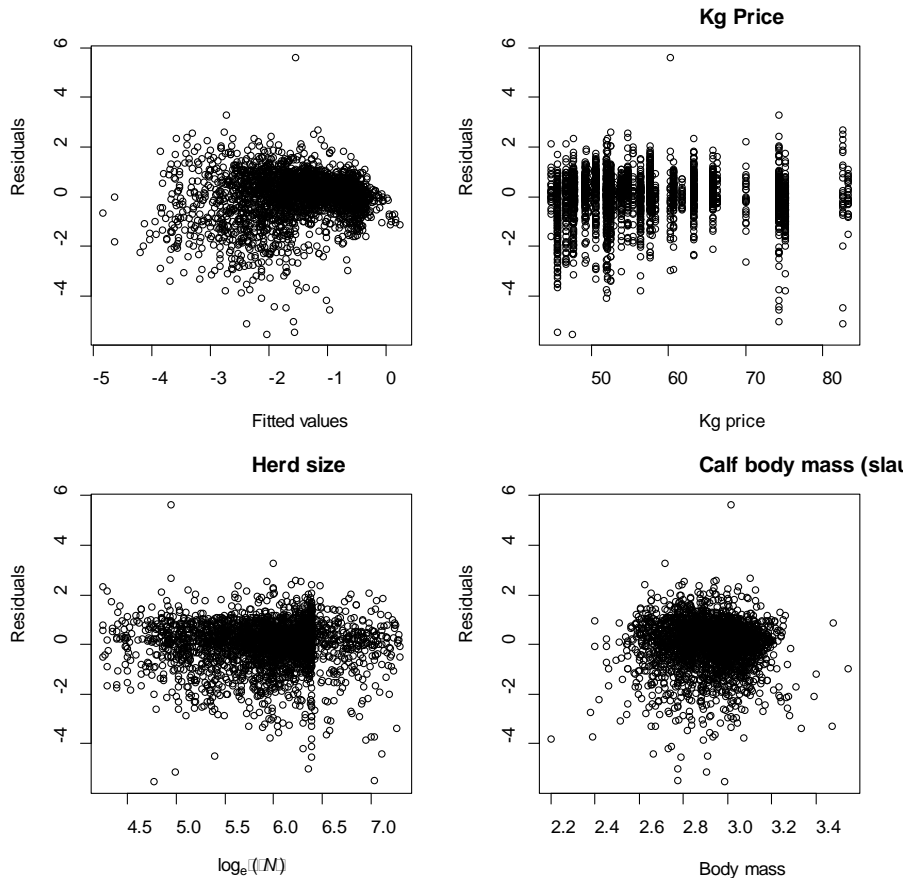 Kg Price
6
4
2
0
-2
-4
Residuals
-5 -4 -3 -2 -1 0
Fitted values
6
4
2
0
-2
-4
Residuals
50 60 70 80
Kg price
Herd size
Calf body mass (slau
6
4
2
0
-2
-4
Residuals
4.5 5.0 5.5 6.0 6.5 7.0
logₑ□□(□N□)
6
4
2
0
-2
-4
Residuals
2.2 2.4 2.6 2.8 3.0 3.2 3.4
Body mass